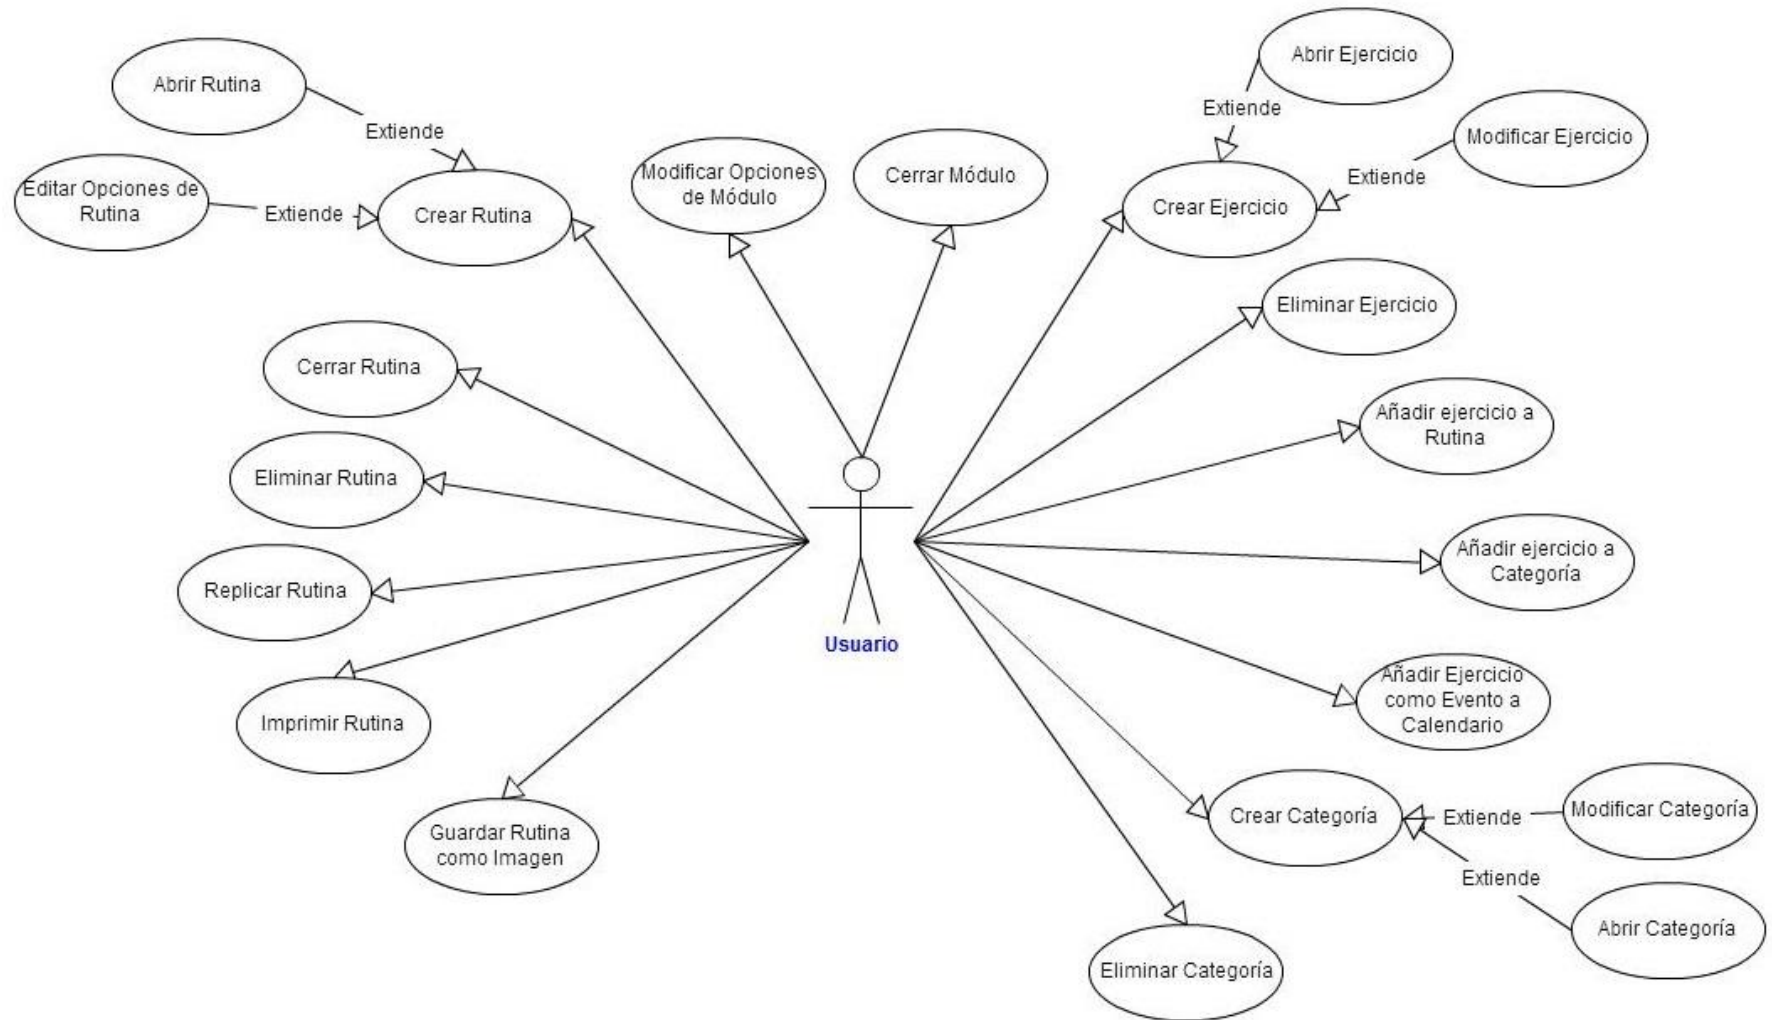 Abrir Rutina
Extiende
Editar Opciones de
Rutina
Extiende
Crear Rutina
Modificar Opciones
de Módulo
Cerrar Módulo
Abrir Ejercicio
Extiende
Modificar Ejercicio
Extiende
Crear Ejercicio
Eliminar Ejercicio
Cerrar Rutina
Añadir ejercicio a
Rutina
Eliminar Rutina
Añadir ejercicio a
Categoría
Replicar Rutina
Usuario
Añadir Ejercicio
como Evento a
Calendario
Imprimir Rutina
Guardar Rutina
como Imagen
Crear Categoría
Extiende
Modificar Categoría
Extiende
Abrir Categoría
Eliminar Categoría